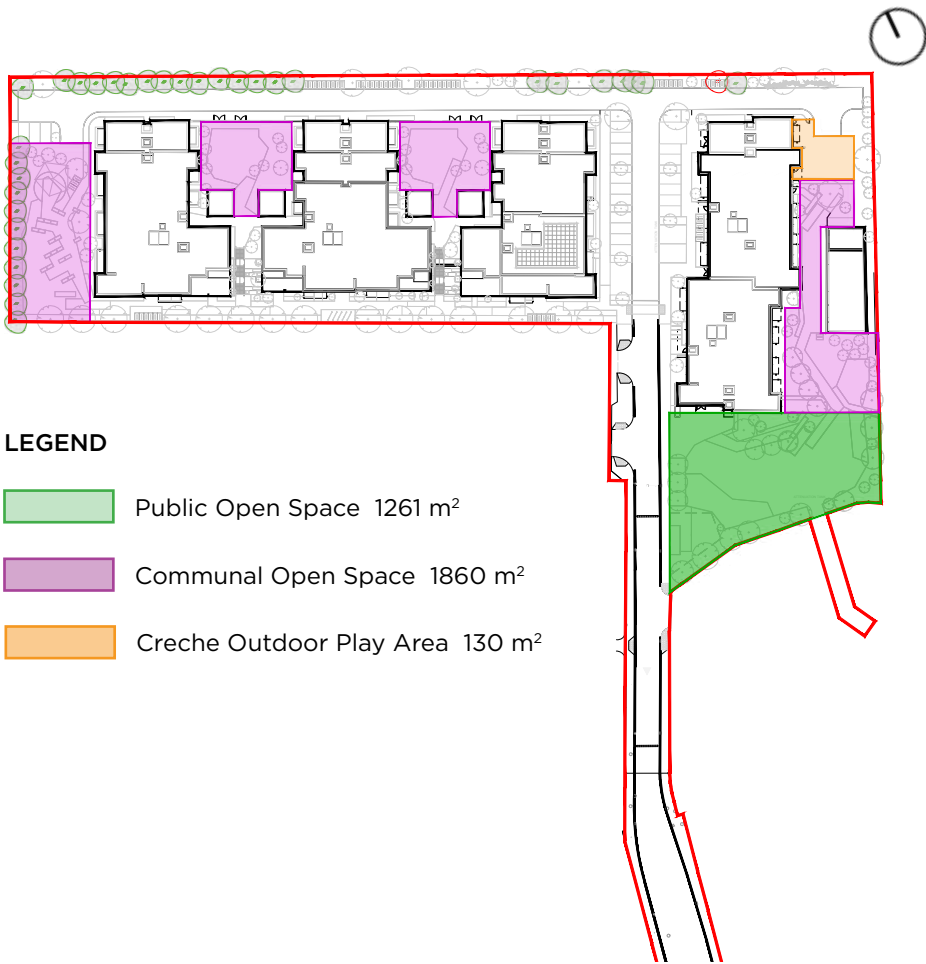 LEGEND
Public Open Space 1261 m²
Communal Open Space 1860 m²
Creche Outdoor Play Area 130 m²